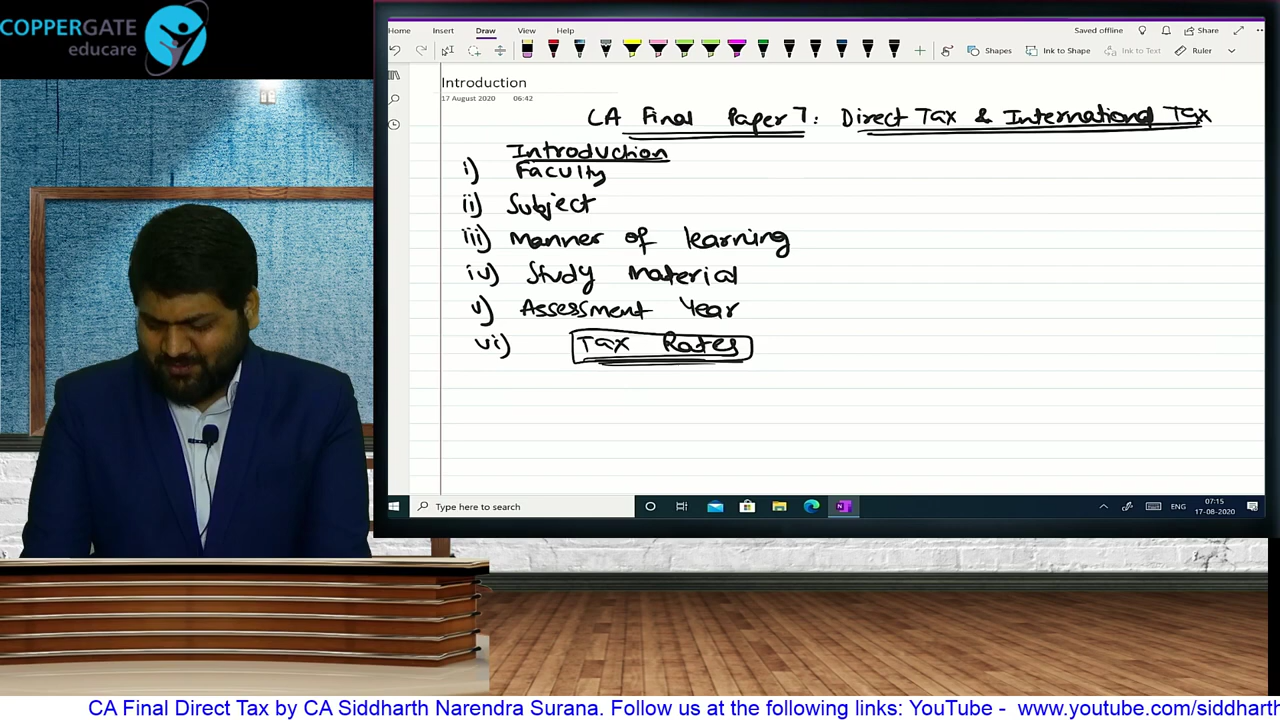 COPPERGATE
educare
Home Insert Draw View Help
Saved offline
Share
Shapes
Ink to Shape
Ink to Text
Ruler
Introduction
17 August 2020 06:42
CA Final Paper 7: Direct Tax & International Tax
Introduction
i) Faculty
ii) Subject
iii) Manner of learning
iv) Study Material
v) Assessment Year
vi) Tax Rates
Type here to search
ENG
07:15
17-08-2020
CA Final Direct Tax by CA Siddharth Narendra Surana. Follow us at the following links: YouTube - www.youtube.com/siddhart